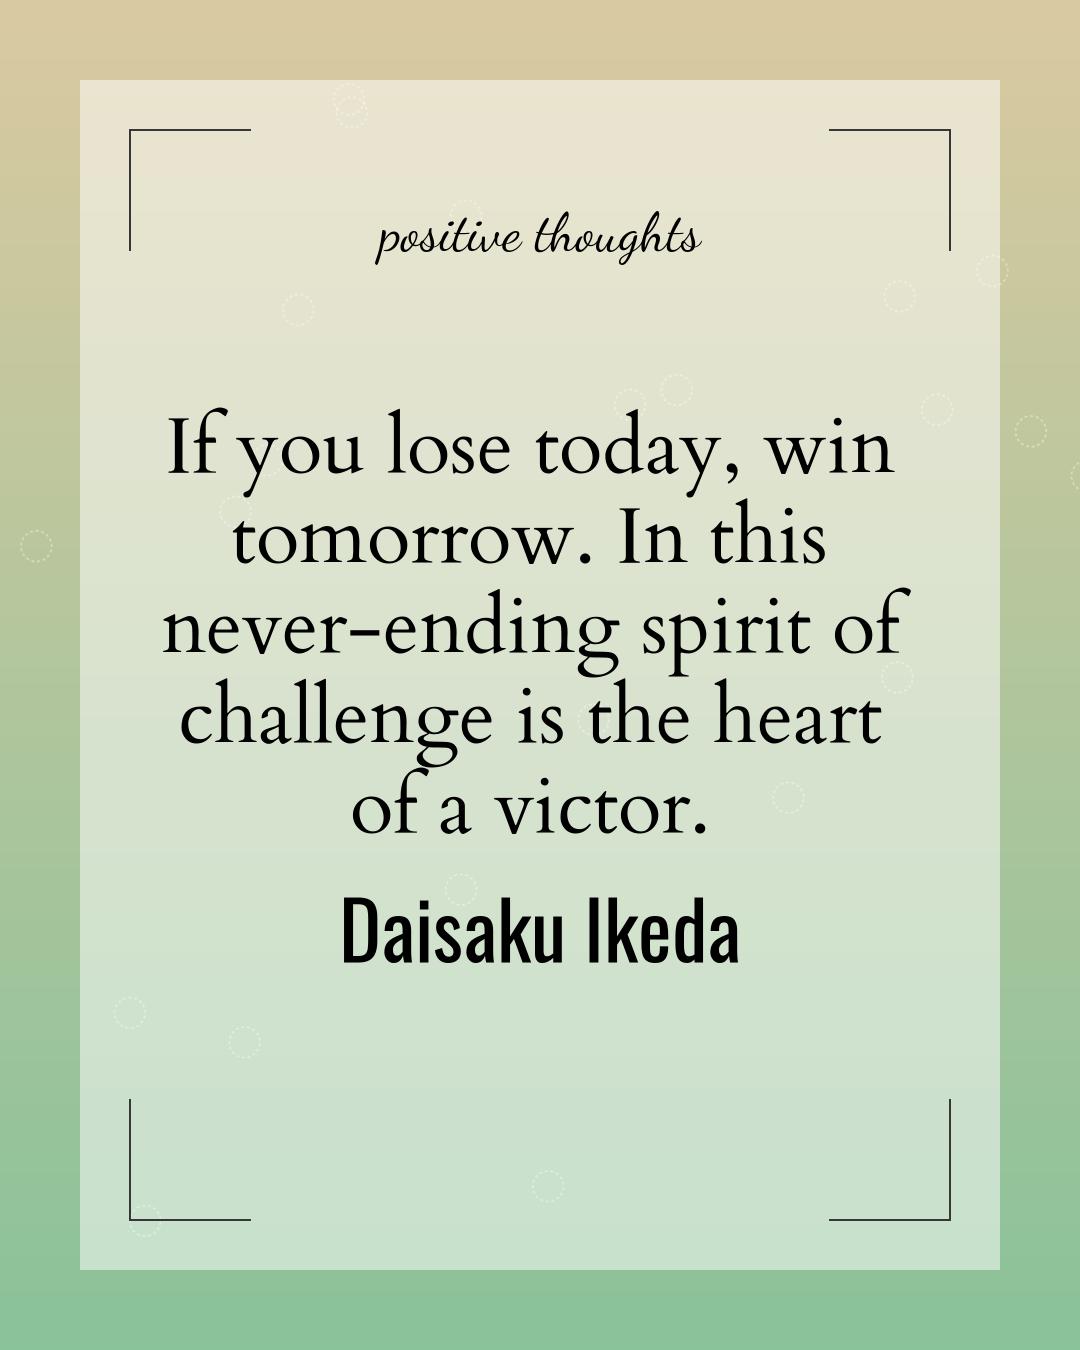 positive thoughts
If you lose today, win
tomorrow. In this
never-ending spirit of
challenge is the heart
of a victor.
Daisaku Ikeda